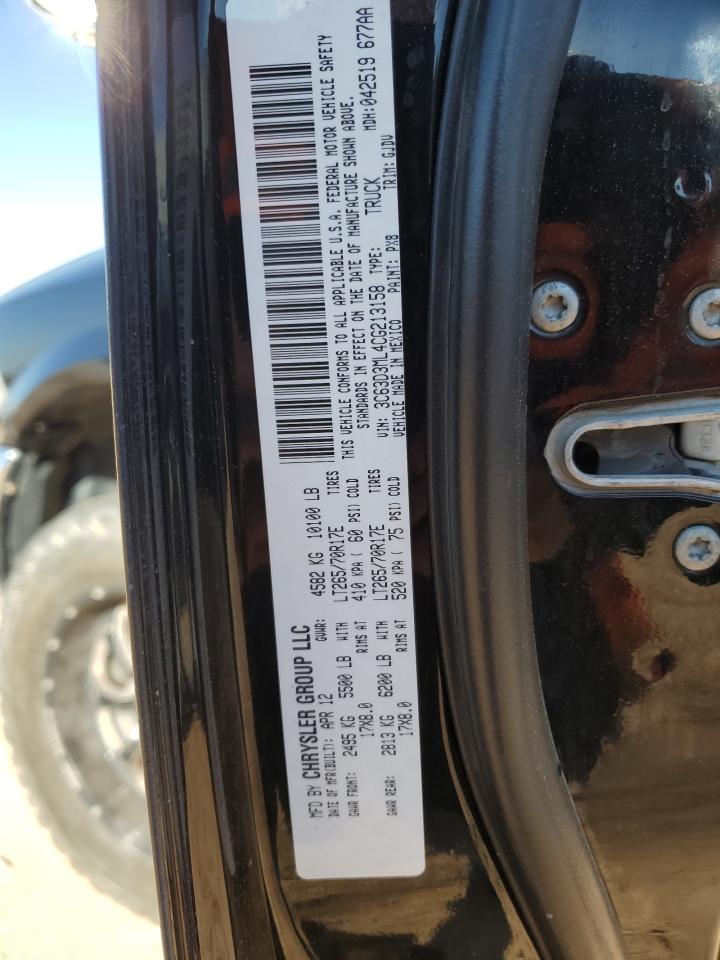 MFD BY CHRYSLER GROUP LLC
DATE OF MFR(BUILT): APR 12 GVWR: 4582 KG 10100 LB
GAWR FRONT: 2495 KG 5500 LB WITH LT265/70R17E TIRES
17X8.0 RIMS AT 410 KPA ( 60 PSI) COLD
GAWR REAR: 2813 KG 6200 LB WITH LT265/70R17E TIRES
17X8.0 RIMS AT 520 KPA ( 75 PSI) COLD
THIS VEHICLE CONFORMS TO ALL APPLICABLE U.S.A. FEDERAL MOTOR VEHICLE SAFETY
STANDARDS IN EFFECT ON THE DATE OF MANUFACTURE SHOWN ABOVE.
VIN: 3C63D3ML4CG213158 TYPE: TRUCK MDH:042519 677AA
VEHICLE MADE IN MEXICO PAINT: PX8 TRIM: GJDV